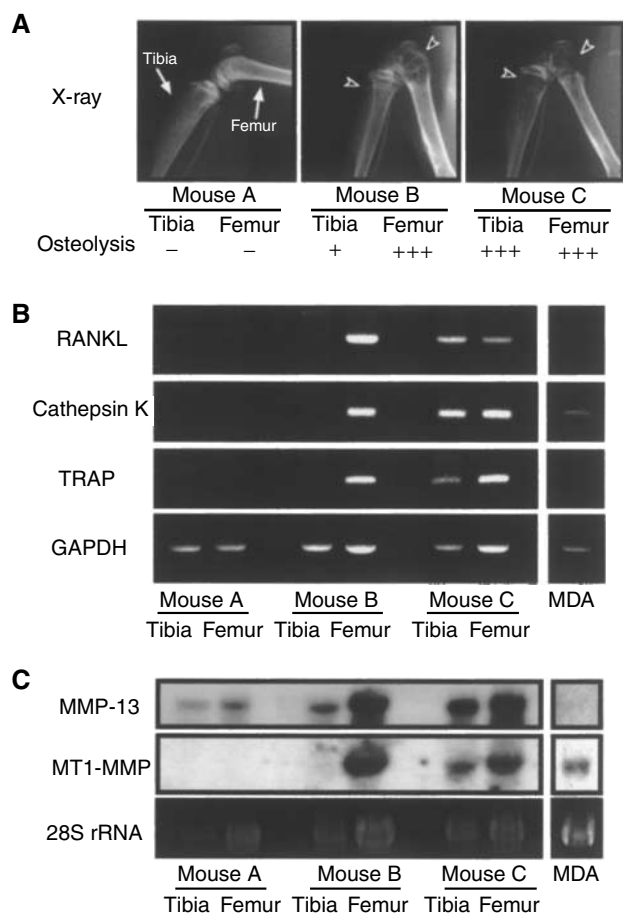 A
X-ray
Tibia
Femur
Mouse A Mouse B Mouse C
Tibia Femur Tibia Femur Tibia Femur
Osteolysis − − + +++ +++ +++
B
RANKL
Cathepsin K
TRAP
GAPDH
Mouse A Mouse B Mouse C MDA
Tibia Femur Tibia Femur Tibia Femur
C
MMP-13
MT1-MMP
28S rRNA
Mouse A Mouse B Mouse C MDA
Tibia Femur Tibia Femur Tibia Femur